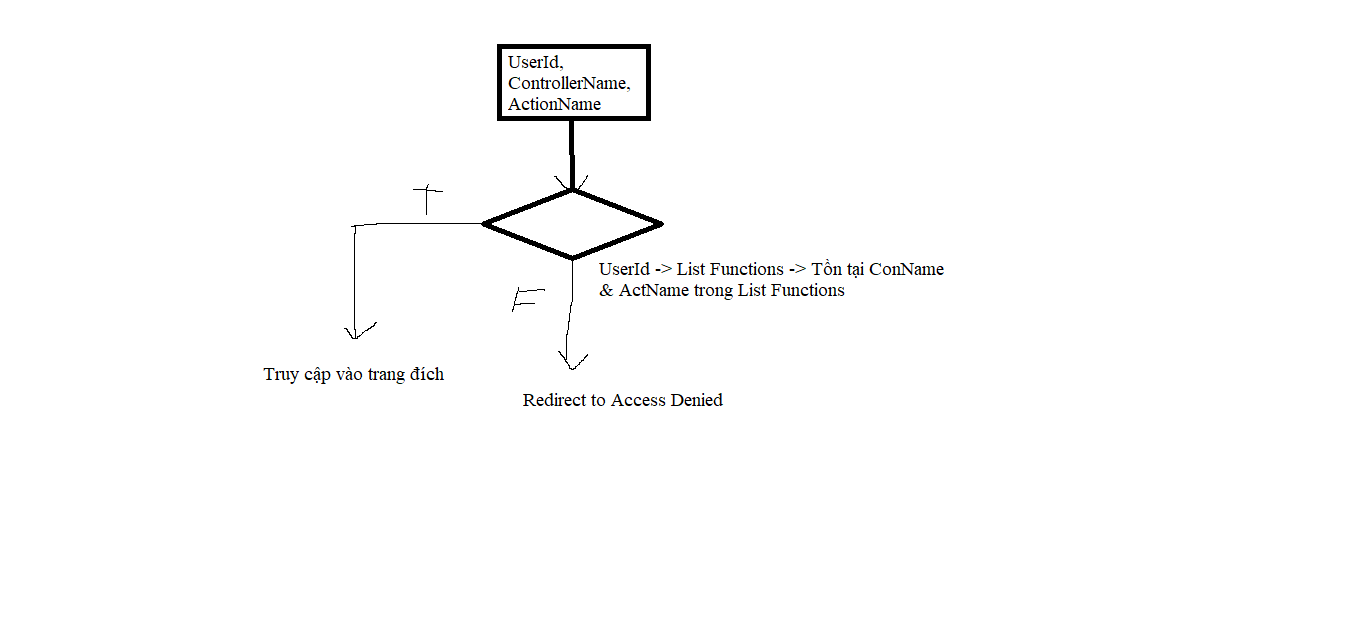 UserId,
ControllerName,
ActionName
T
UserId -> List Functions -> Tồn tại ConName
& ActName trong List Functions
F
Truy cập vào trang đích
Redirect to Access Denied